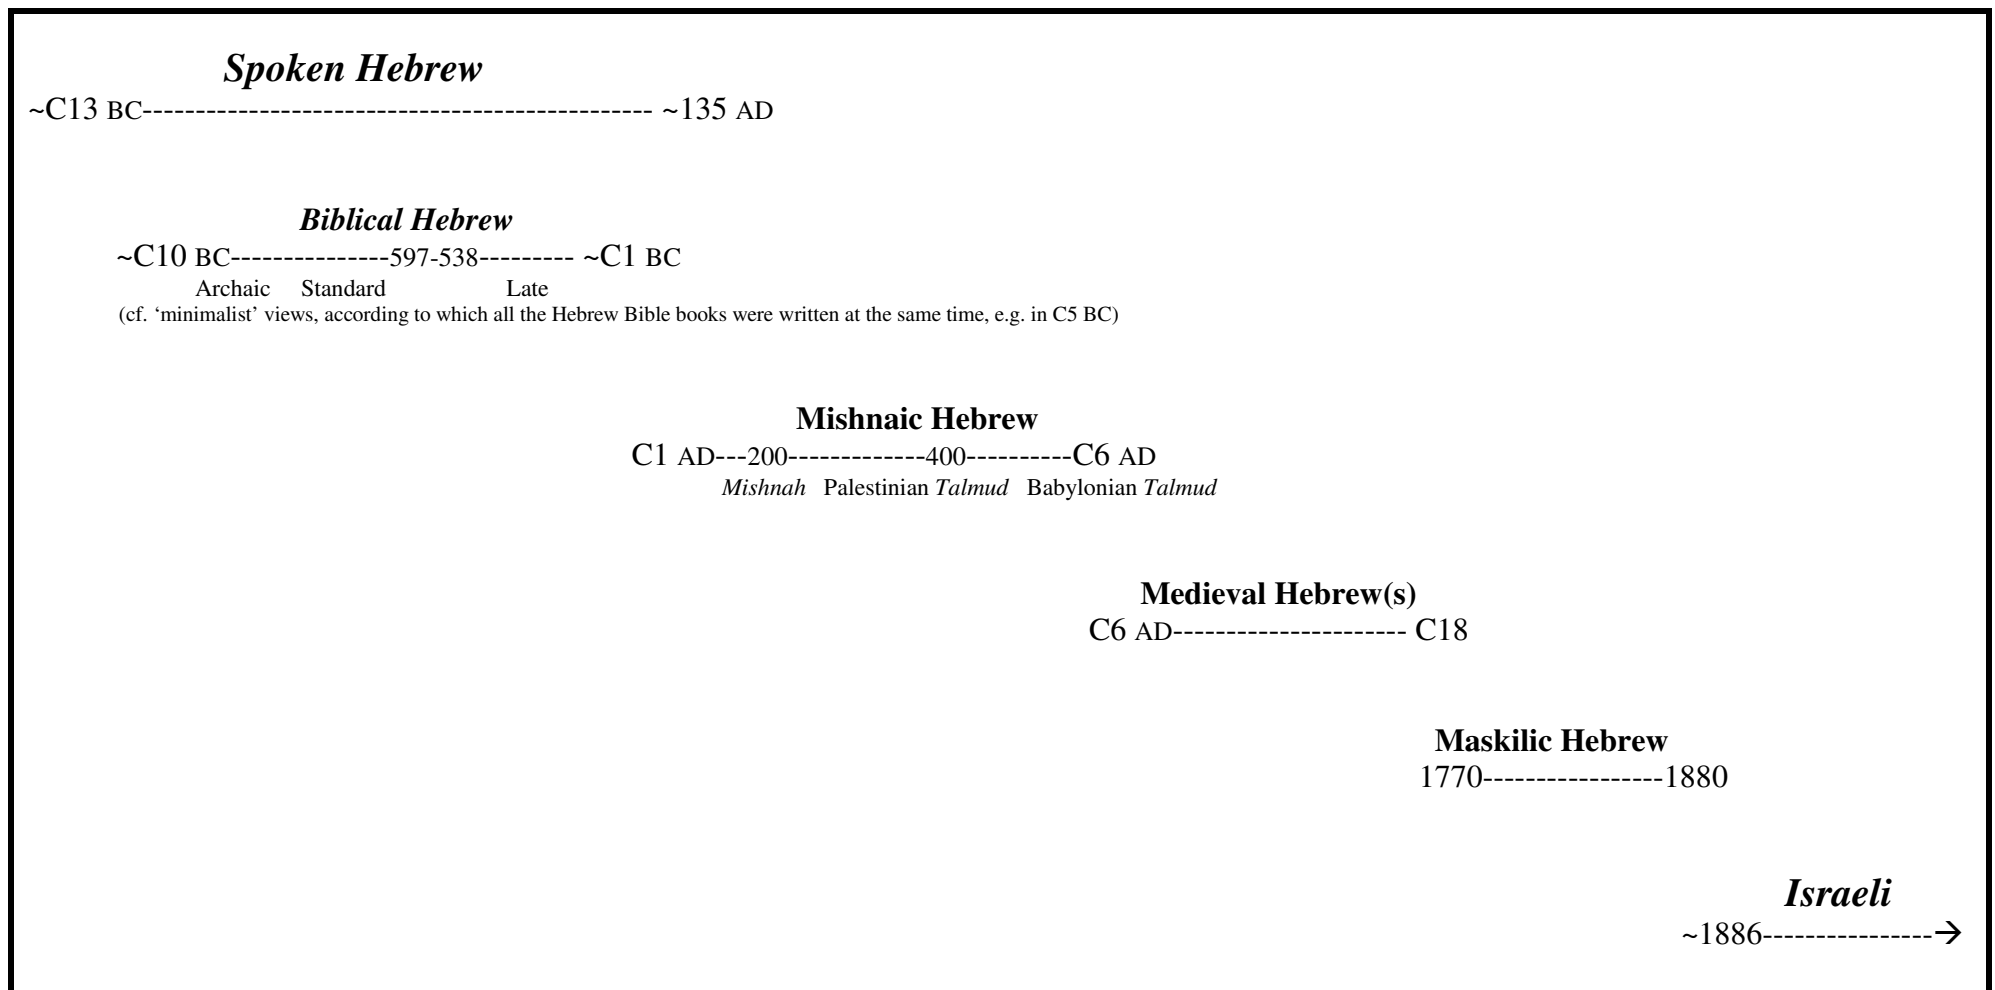 Spoken Hebrew
~C13 BC------------------------------------------------ ~135 AD
Biblical Hebrew
~C10 BC---------------597-538--------- ~C1 BC
Archaic Standard Late
(cf. ‘minimalist’ views, according to which all the Hebrew Bible books were written at the same time, e.g. in C5 BC)
Mishnaic Hebrew
C1 AD---200-------------400----------C6 AD
Mishnah Palestinian Talmud Babylonian Talmud
Medieval Hebrew(s)
C6 AD---------------------- C18
Maskilic Hebrew
1770-----------------1880
Israeli
~1886----------------→